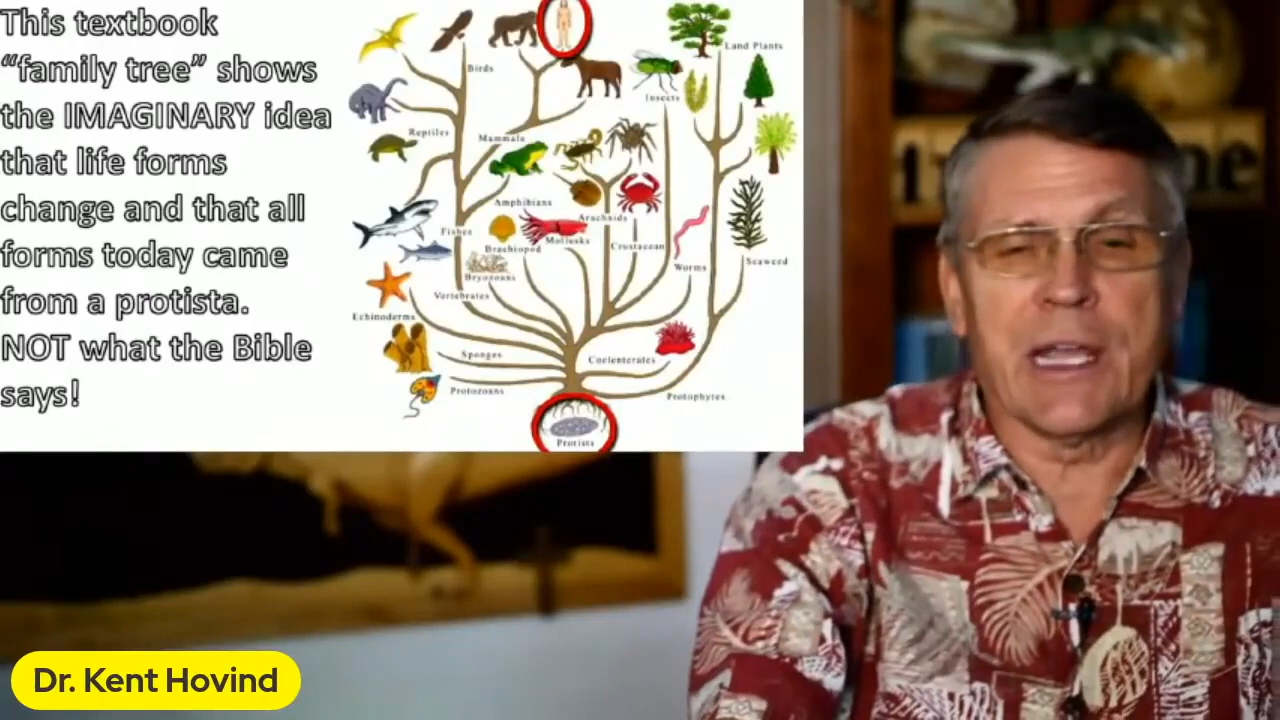 This textbook
“family tree” shows
the IMAGINARY idea
that life forms
change and that all
forms today came
from a protista.
NOT what the Bible
says!
Land Plants
Birds
Insects
Reptiles
Mammals
Amphibians
Arachnids
Fishes
Mollusks
Brachiopod
Crustacean
Worms
Seaweed
Bryozoans
Vertebrates
Echinoderms
Sponges
Coelenterates
Protozoans
Protophytes
Protists
Dr. Kent Hovind